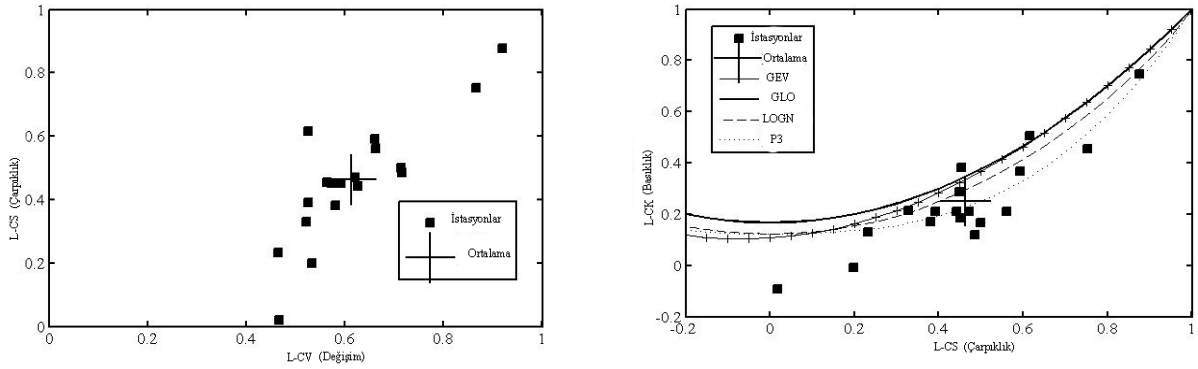 1
0.8
0.6
0.4
0.2
0
L-CS (Çarpıklık)
İstasyonlar
Ortalama
0 0.2 0.4 0.6 0.8 1
L-CV (Değişim)
1
0.8
0.6
0.4
0.2
0
-0.2
L-CK (Basıklık)
İstasyonlar
Ortalama
GEV
GLO
LOGN
P3
-0.2 0 0.2 0.4 0.6 0.8 1
L-CS (Çarpıklık)